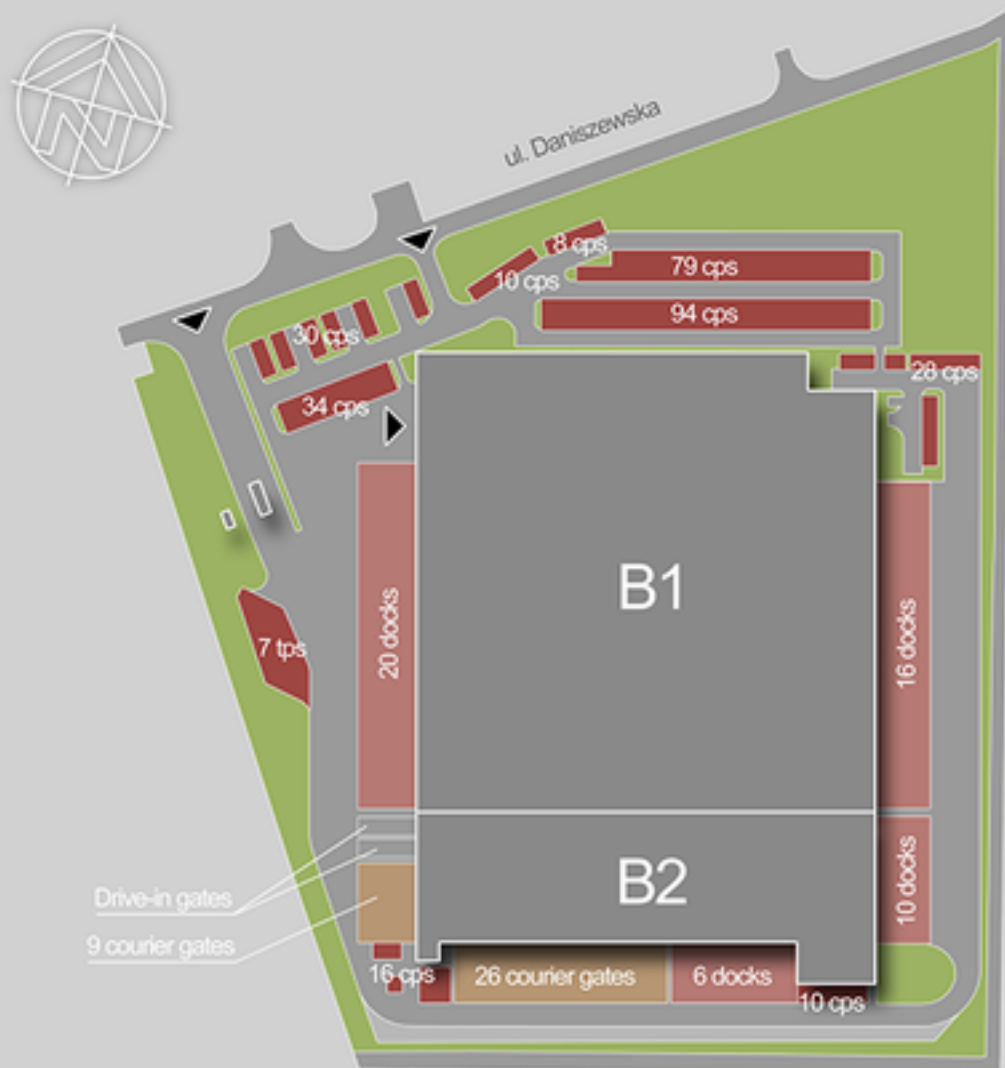 N
ul. Daniszewska
8 cps
10 cps
79 cps
94 cps
30 cps
34 cps
28 cps
B1
20 docks
16 docks
7 tps
B2
10 docks
Drive-in gates
9 courier gates
16 cps
26 courier gates
6 docks
10 cps